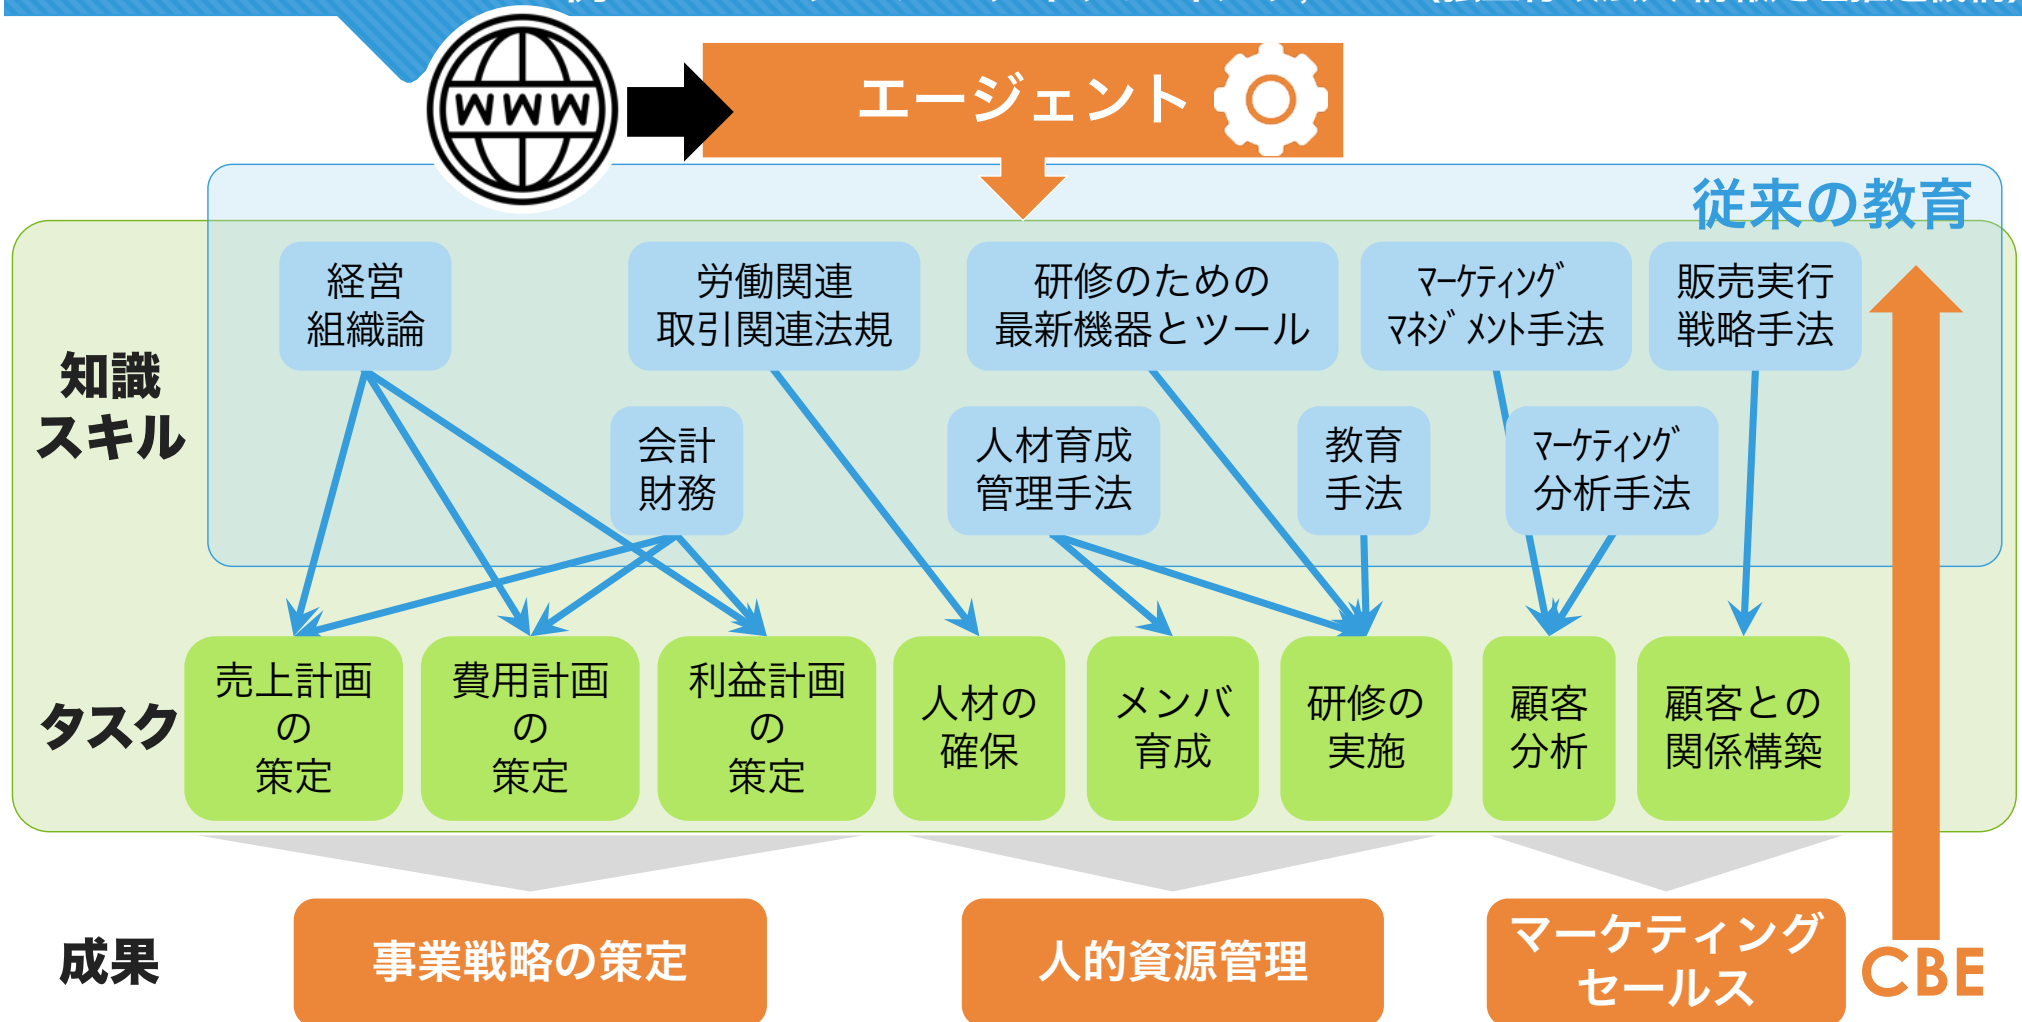 WWW
エージェント
従来の教育
経営
組織論
労働関連
取引関連法規
研修のための
最新機器とツール
ﾏｰｹﾃｨﾝｸﾞ
ﾏﾈｼﾞﾒﾝﾄ手法
販売実行
戦略手法
知識
スキル
会計
財務
人材育成
管理手法
教育
手法
ﾏｰｹﾃｨﾝｸﾞ
分析手法
タスク
売上計画
の
策定
費用計画
の
策定
利益計画
の
策定
人材の
確保
メンバ
育成
研修の
実施
顧客
分析
顧客との
関係構築
成果
事業戦略の策定
人的資源管理
マーケティング
セールス
CBE